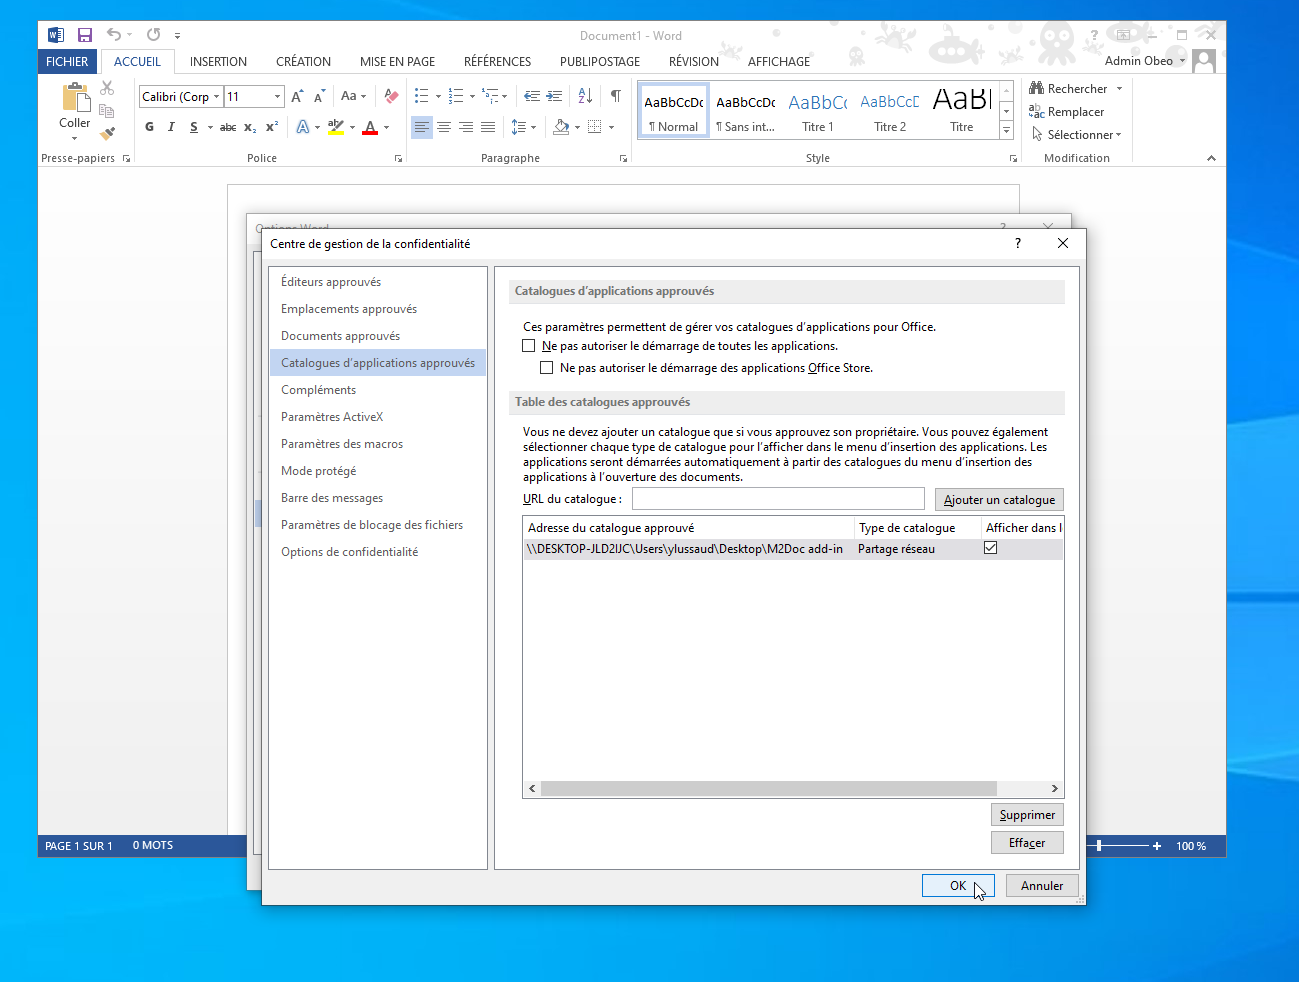 Document1 - Word
?
FICHIER ACCUEIL INSERTION CRÉATION MISE EN PAGE RÉFÉRENCES PUBLIPOSTAGE RÉVISION AFFICHAGE Admin Obeo
Coller
Calibri (Corp 11 A A Aa
G I S abc X₂ X² A aby A
AZ ¶
AaBbCcDc AaBbCcDc AaBbCc AaBbCcD AaB
¶ Normal ¶ Sans int... Titre 1 Titre 2 Titre
Rechercher
Remplacer
Sélectionner
Presse-papiers Police Paragraphe Style Modification
Options Word ?
Centre de gestion de la confidentialité ?
Éditeurs approuvés
Emplacements approuvés
Documents approuvés
Catalogues d'applications approuvés
Compléments
Paramètres ActiveX
Paramètres des macros
Mode protégé
Barre des messages
Paramètres de blocage des fichiers
Options de confidentialité
Catalogues d'applications approuvés
Ces paramètres permettent de gérer vos catalogues d'applications pour Office.
Ne pas autoriser le démarrage de toutes les applications.
Ne pas autoriser le démarrage des applications Office Store.
Table des catalogues approuvés
Vous ne devez ajouter un catalogue que si vous approuvez son propriétaire. Vous pouvez également
sélectionner chaque type de catalogue pour l'afficher dans le menu d'insertion des applications. Les
applications seront démarrées automatiquement à partir des catalogues du menu d'insertion des
applications à l'ouverture des documents.
URL du catalogue : Ajouter un catalogue
Adresse du catalogue approuvé Type de catalogue Afficher dans l
\\DESKTOP-JLD2IJC\Users\ylussaud\Desktop\M2Doc add-in Partage réseau
Supprimer
Effacer
OK Annuler
PAGE 1 SUR 1 0 MOTS 100 %